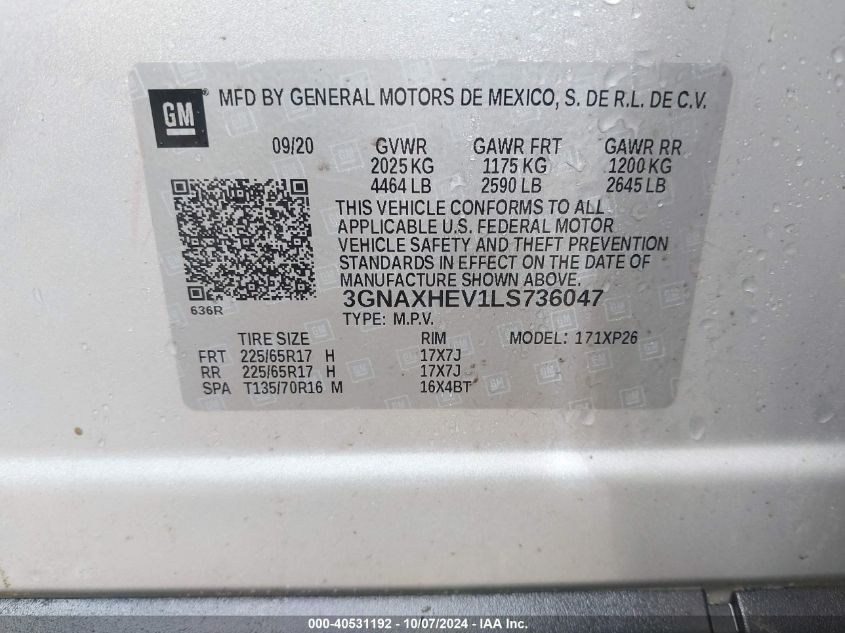 GM
MFD BY GENERAL MOTORS DE MEXICO, S. DE R.L. DE C.V.
09/20 GVWR GAWR FRT GAWR RR
2025 KG 1175 KG 1200 KG
4464 LB 2590 LB 2645 LB
THIS VEHICLE CONFORMS TO ALL
APPLICABLE U.S. FEDERAL MOTOR
VEHICLE SAFETY AND THEFT PREVENTION
STANDARDS IN EFFECT ON THE DATE OF
MANUFACTURE SHOWN ABOVE.
636R
3GNAXHEV1LS736047
TYPE: M.P.V.
TIRE SIZE RIM MODEL: 171XP26
FRT 225/65R17 H 17X7J
RR 225/65R17 H 17X7J
SPA T135/70R16 M 16X4BT
000-40531192 - 10/07/2024 - IAA Inc.